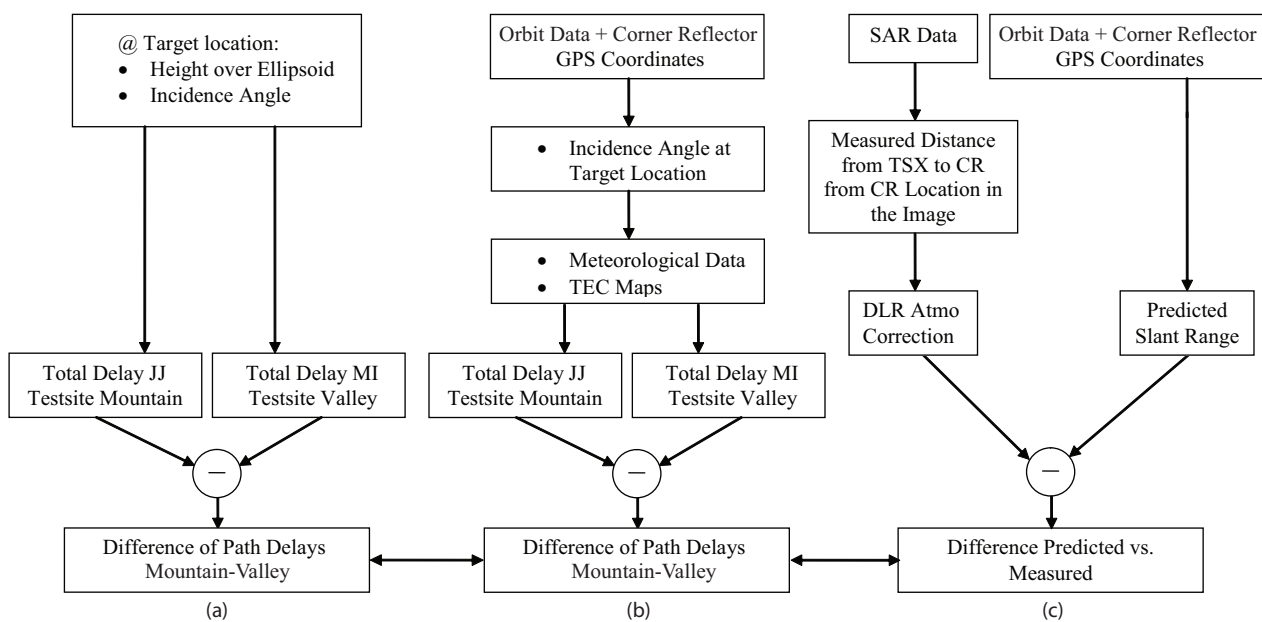 @ Target location:
• Height over Ellipsoid
• Incidence Angle
Total Delay JJ
Testsite Mountain
Total Delay MI
Testsite Valley
—
Difference of Path Delays
Mountain-Valley
(a)
Orbit Data + Corner Reflector
GPS Coordinates
• Incidence Angle at
Target Location
• Meteorological Data
• TEC Maps
Total Delay JJ
Testsite Mountain
Total Delay MI
Testsite Valley
—
Difference of Path Delays
Mountain-Valley
(b)
SAR Data
Orbit Data + Corner Reflector
GPS Coordinates
Measured Distance
from TSX to CR
from CR Location in
the Image
DLR Atmo
Correction
Predicted
Slant Range
—
Difference Predicted vs.
Measured
(c)